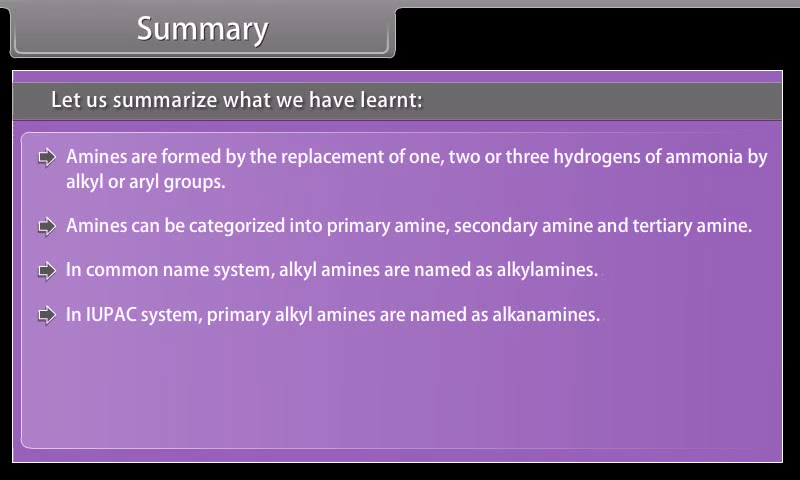 Summary
Let us summarize what we have learnt:
Amines are formed by the replacement of one, two or three hydrogens of ammonia by
alkyl or aryl groups.
Amines can be categorized into primary amine, secondary amine and tertiary amine.
In common name system, alkyl amines are named as alkylamines.
In IUPAC system, primary alkyl amines are named as alkanamines.